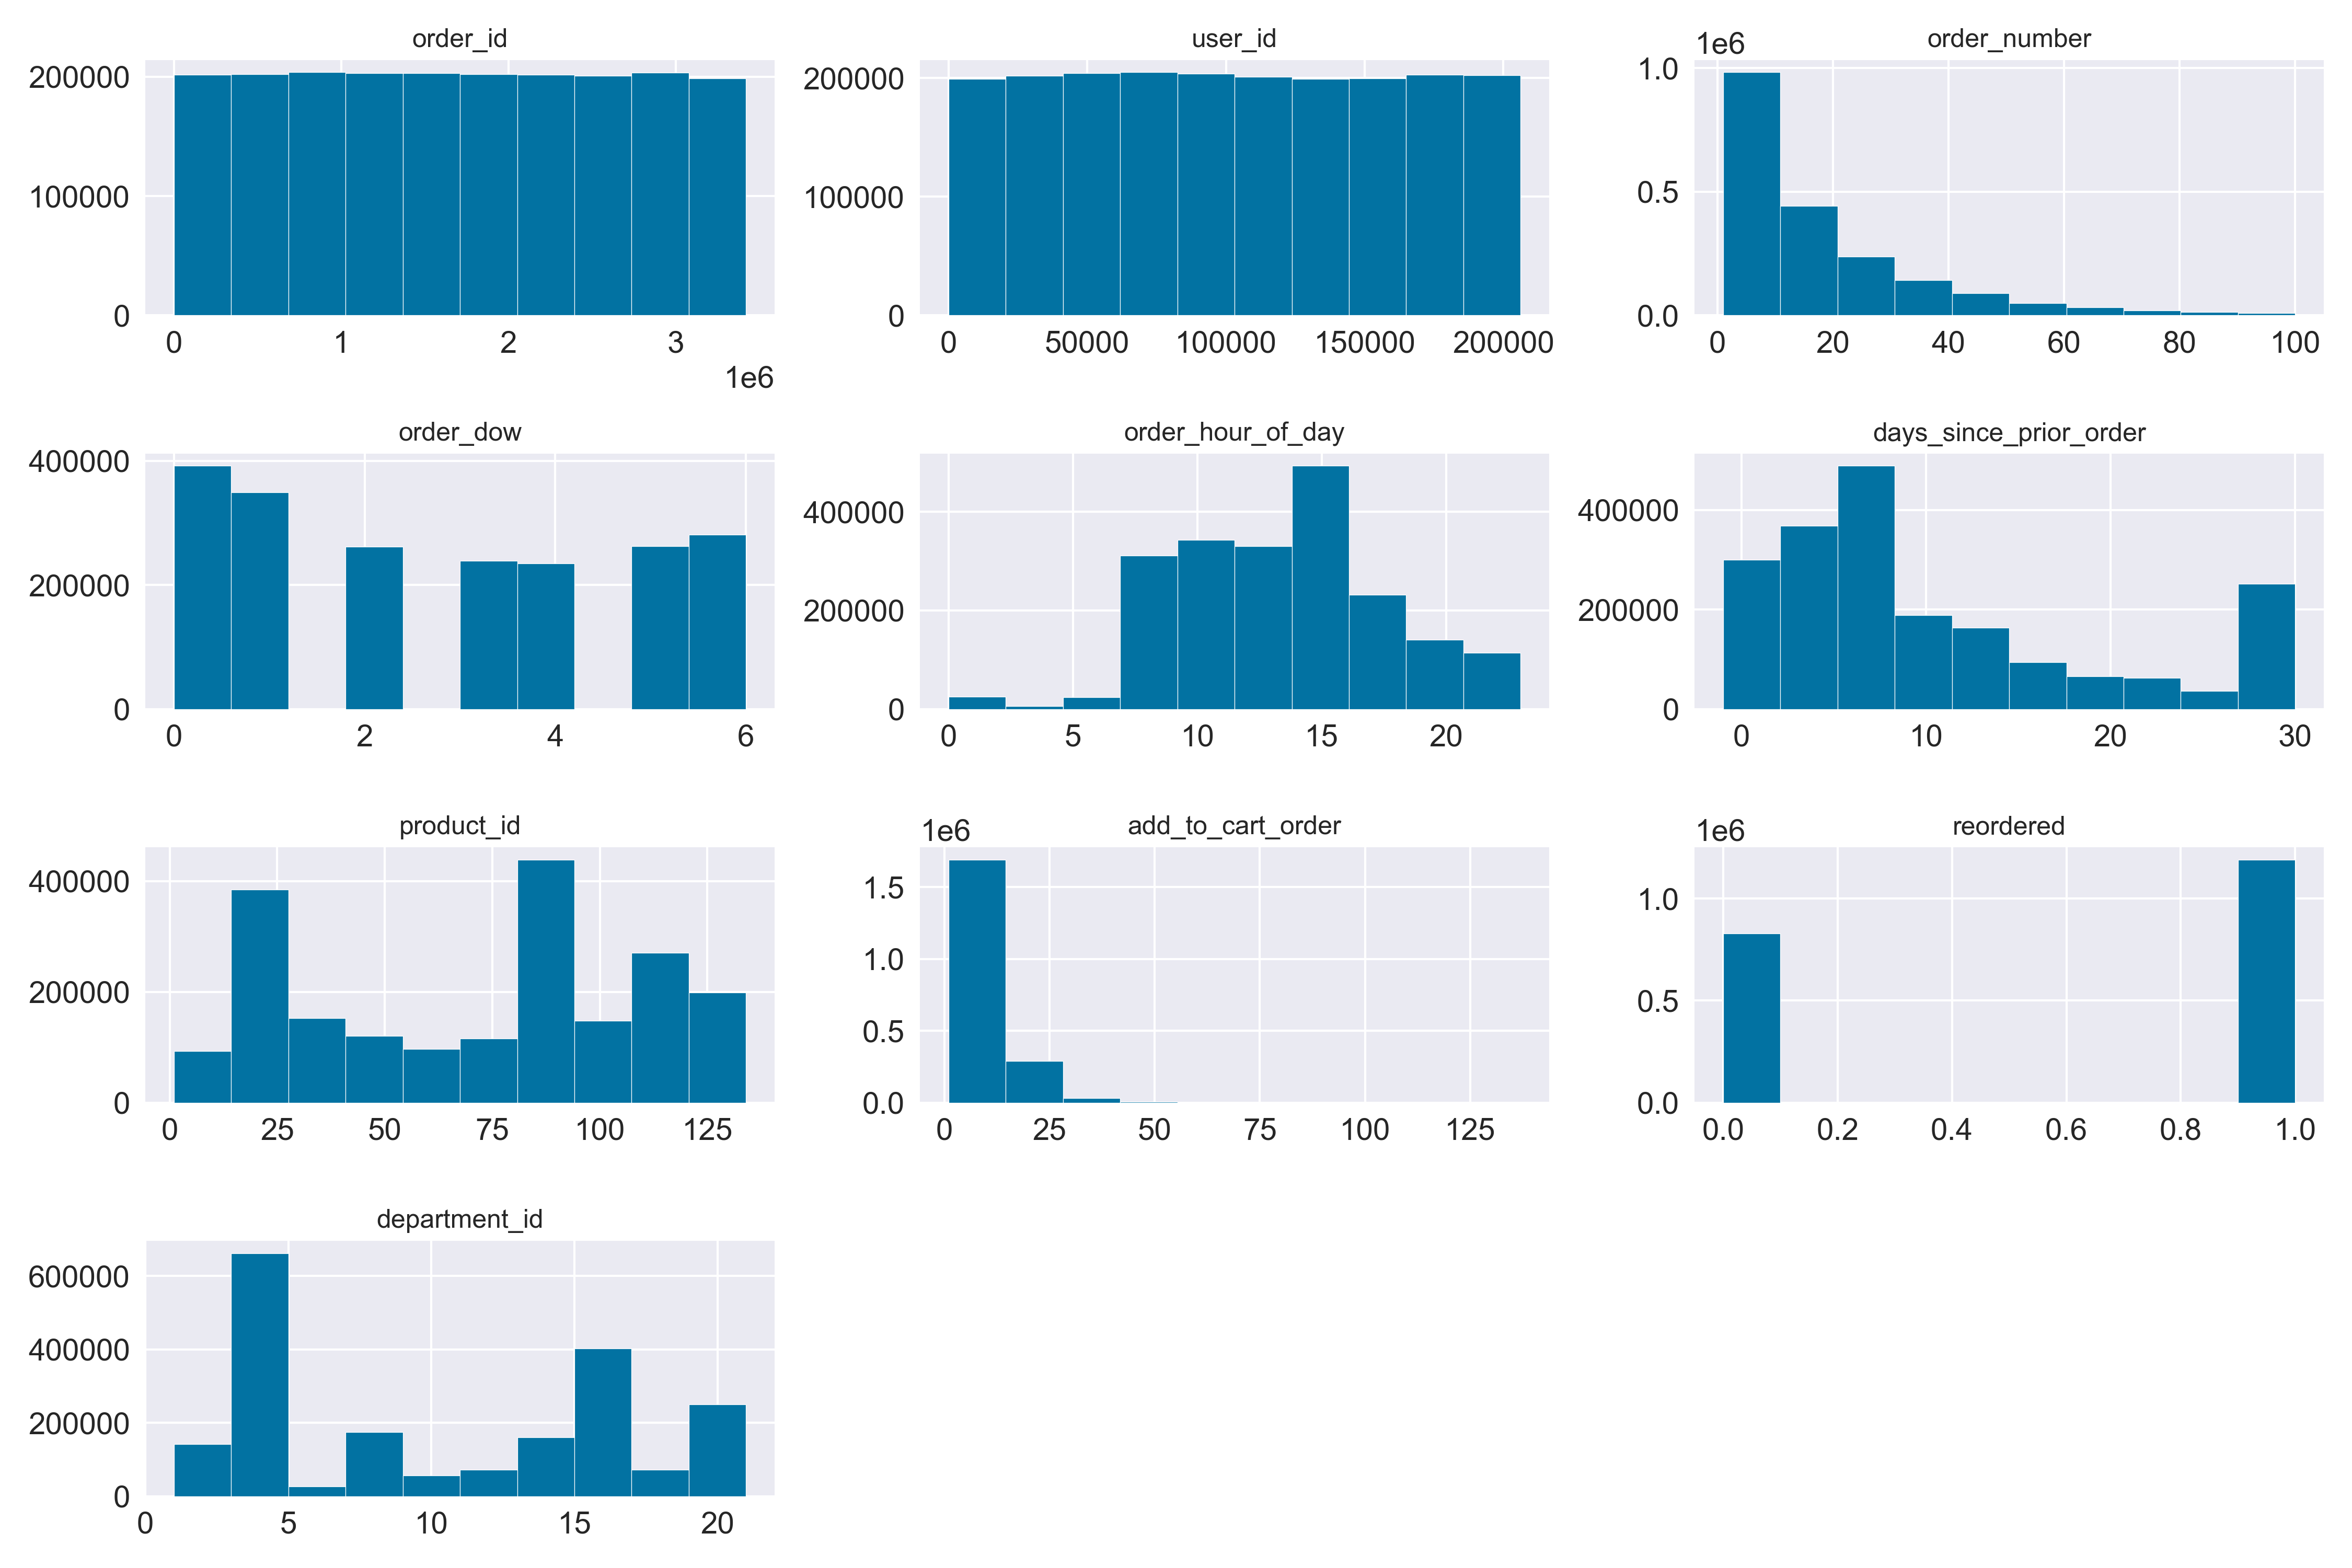 order_id
200000
100000
0
0 1 2 3
1e6
user_id
200000
100000
0
0 50000 100000 150000 200000
1e6 order_number
1.0
0.5
0.0
0 20 40 60 80 100
order_dow
400000
200000
0
0 2 4 6
order_hour_of_day
400000
200000
0
0 5 10 15 20
days_since_prior_order
400000
200000
0
0 10 20 30
product_id
400000
200000
0
0 25 50 75 100 125
1e6 add_to_cart_order
1.5
1.0
0.5
0.0
0 25 50 75 100 125
1e6 reordered
1.0
0.5
0.0
0.0 0.2 0.4 0.6 0.8 1.0
department_id
600000
400000
200000
0
0 5 10 15 20